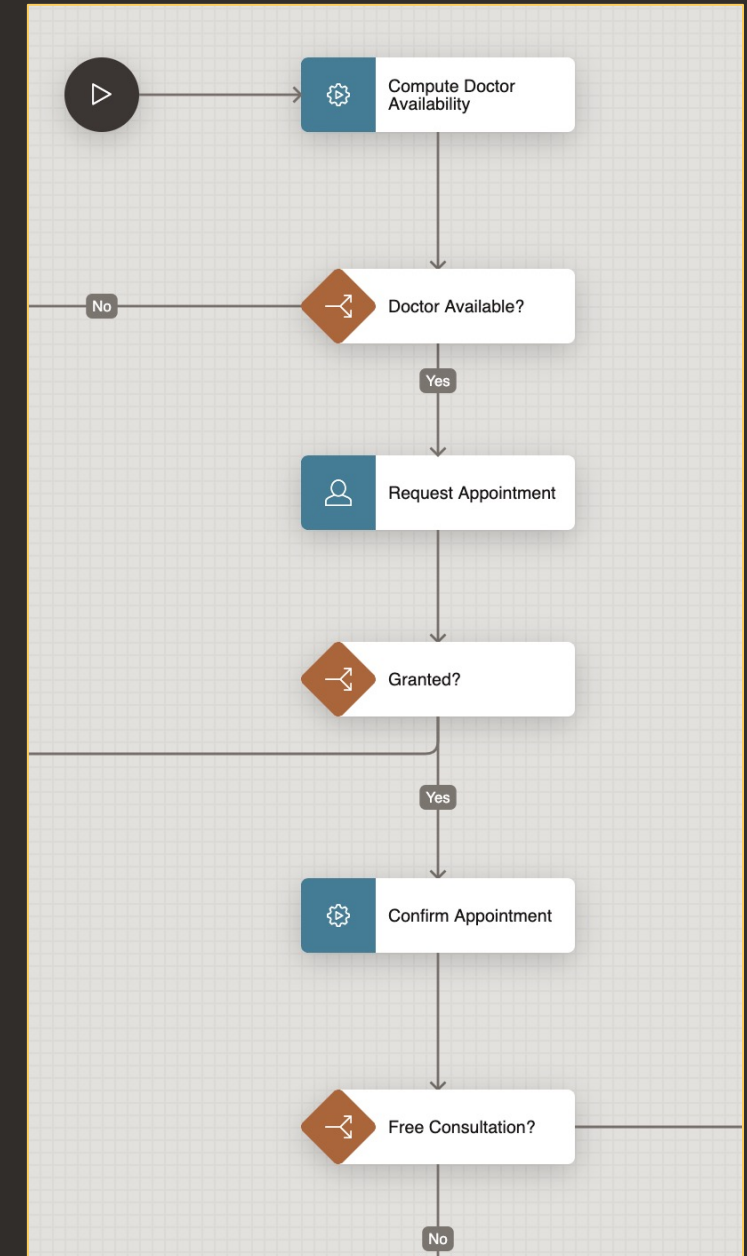 Compute Doctor
Availability
No
Doctor Available?
Yes
Request Appointment
Granted?
Yes
Confirm Appointment
Free Consultation?
No